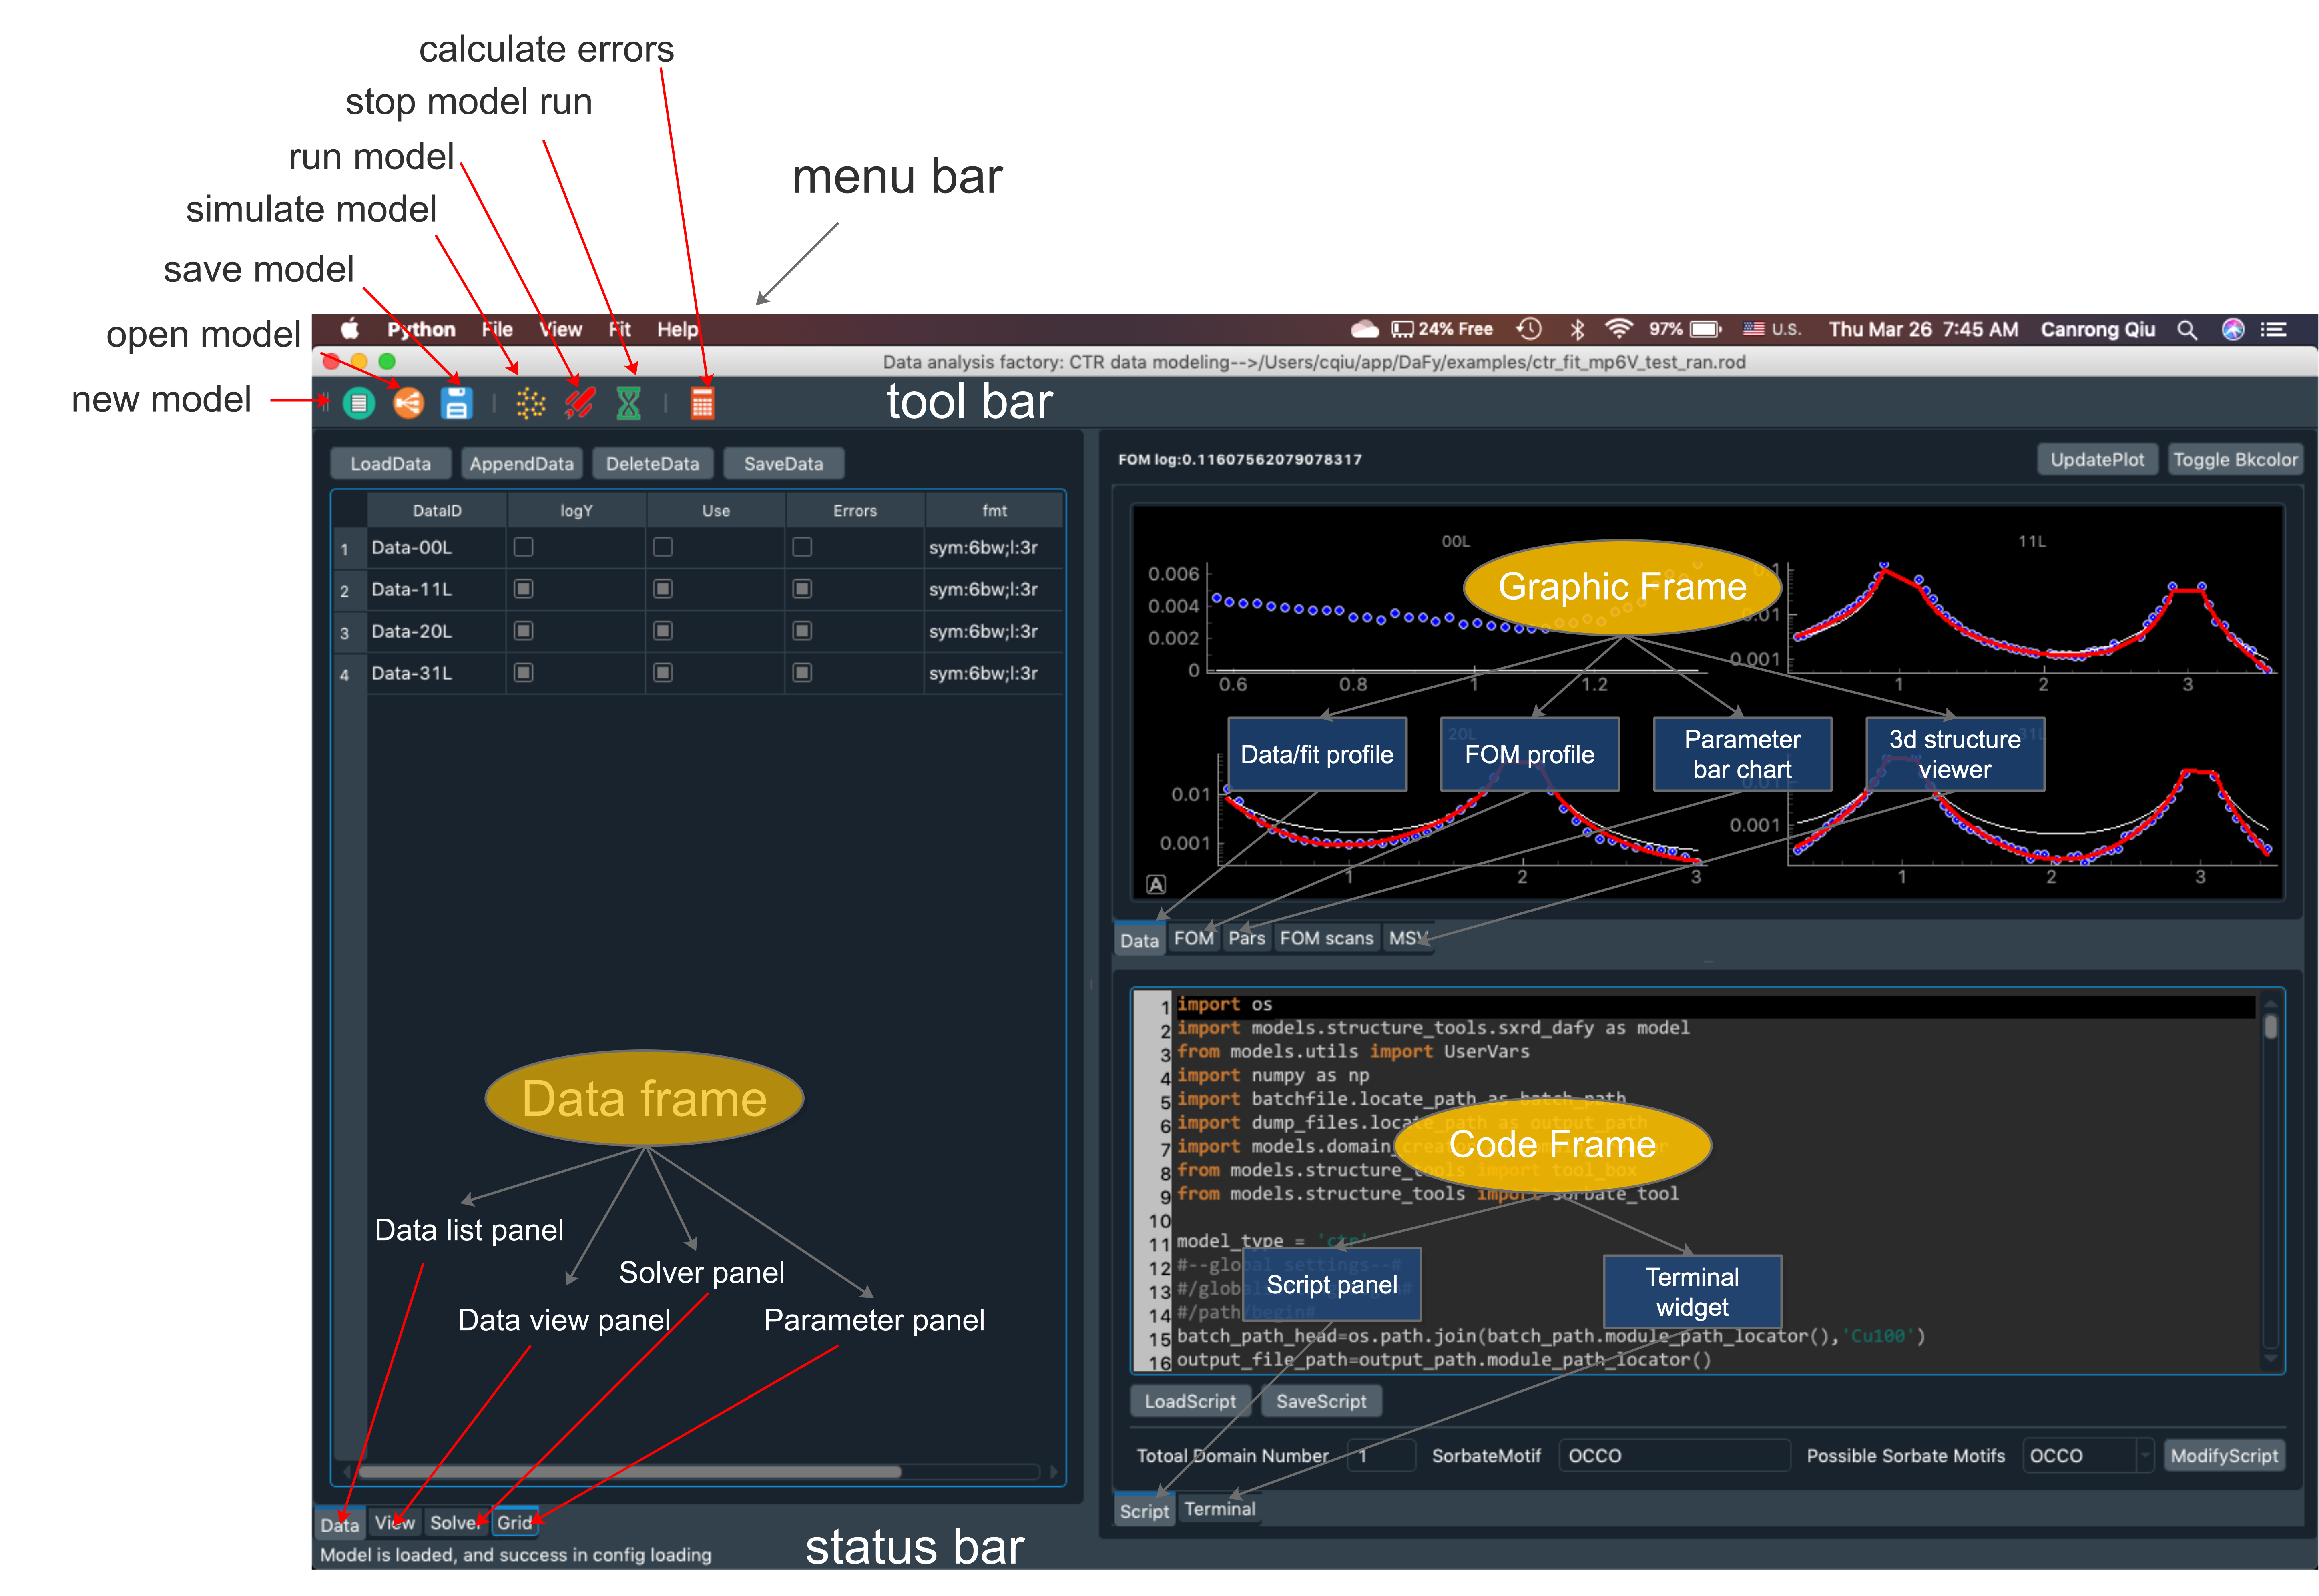 calculate errors
stop model run
run model
simulate model
save model
open model
new model
menu bar
Python File View Fit Help
24% Free 97% U.S. Thu Mar 26 7:45 AM Canrong Qiu
Data analysis factory: CTR data modeling-->/Users/cqiu/app/DaFy/examples/ctr_fit_mp6V_test_ran.rod
tool bar
LoadData AppendData DeleteData SaveData
DataID logY Use Errors fmt
1 Data-00L sym:6bw;l:3r
2 Data-11L sym:6bw;l:3r
3 Data-20L sym:6bw;l:3r
4 Data-31L sym:6bw;l:3r
Data frame
Data list panel
Solver panel
Data view panel
Parameter panel
Data View Solver Grid
Model is loaded, and success in config loading
status bar
FOM log:0.11607562079078317
UpdatePlot Toggle Bkcolor
00L
0.006
0.004
0.002
0
0.6 0.8 1 1.2
11L
0.001
1 2 3
Graphic Frame
Data/fit profile
FOM profile
Parameter
bar chart
3d structure
viewer
20L
0.01
0.001
1 2 3
31L
0.001
1 2 3
A
Data FOM Pars FOM scans MSV
1 import os
2 import models.structure_tools.sxrd_dafy as model
3 from models.utils import UserVars
4 import numpy as np
5 import batchfile.locate_path as batch_path
6 import dump_files.locate_path as output_path
7 import models.domain_
8 from models.structure_tools import tool_box
9 from models.structure_tools import sorbate_tool
10
11 model_type = 'ctr'
12 #--global settings--#
13 #/global
14 #/path/begin#
15 batch_path_head=os.path.join(batch_path.module_path_locator(),'Cu100')
16 output_file_path=output_path.module_path_locator()
Code Frame
Script panel
Terminal
widget
LoadScript SaveScript
Totoal Domain Number 1 SorbateMotif OCCO Possible Sorbate Motifs OCCO ModifyScript
Script Terminal